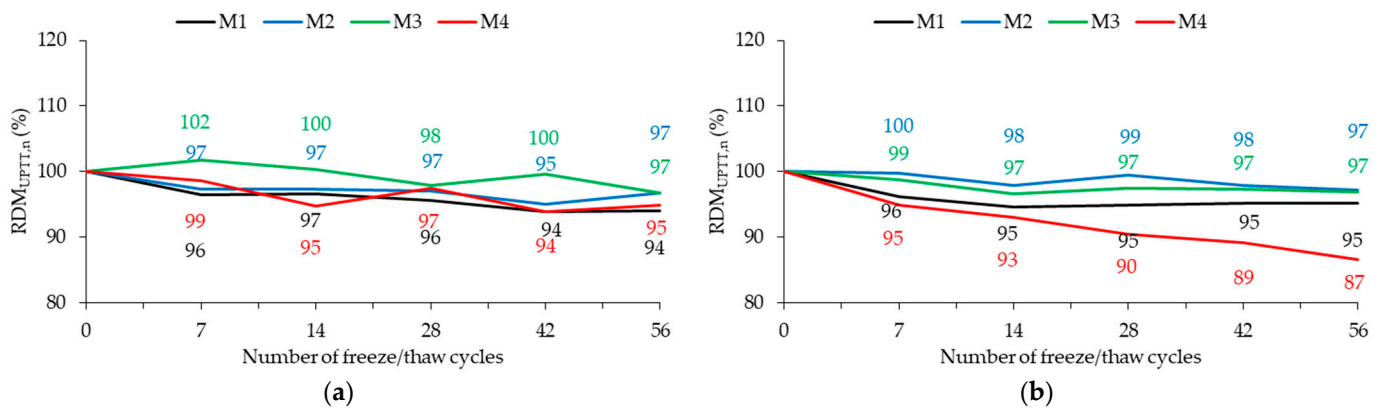 M1 M2 M3 M4
120
110
100
90
80
RDM_UPTT,n (%)
102 100 98 100 97
97 97 97 95 97
99 95 97 94 95
96 97 96 94 94
0 7 14 28 42 56
Number of freeze/thaw cycles
(a)
M1 M2 M3 M4
120
110
100
90
80
RDM_UPTT,n (%)
100 98 99 98 97
99 97 97 97 97
96 95 95 95 95
95 93 90 89 87
0 7 14 28 42 56
Number of freeze/thaw cycles
(b)